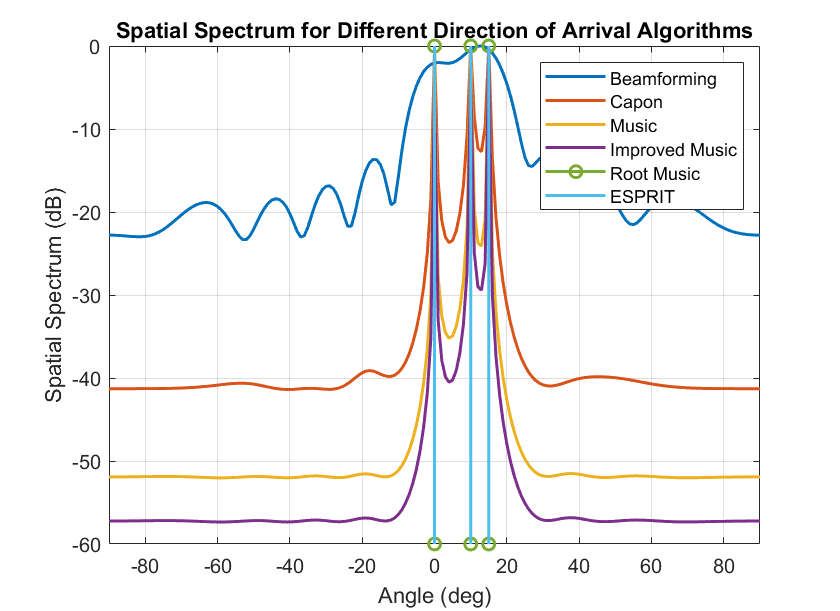 Spatial Spectrum for Different Direction of Arrival Algorithms
0
-10
-20
-30
-40
-50
-60
Spatial Spectrum (dB)
Beamforming
Capon
Music
Improved Music
Root Music
ESPRIT
-80 -60 -40 -20 0 20 40 60 80
Angle (deg)